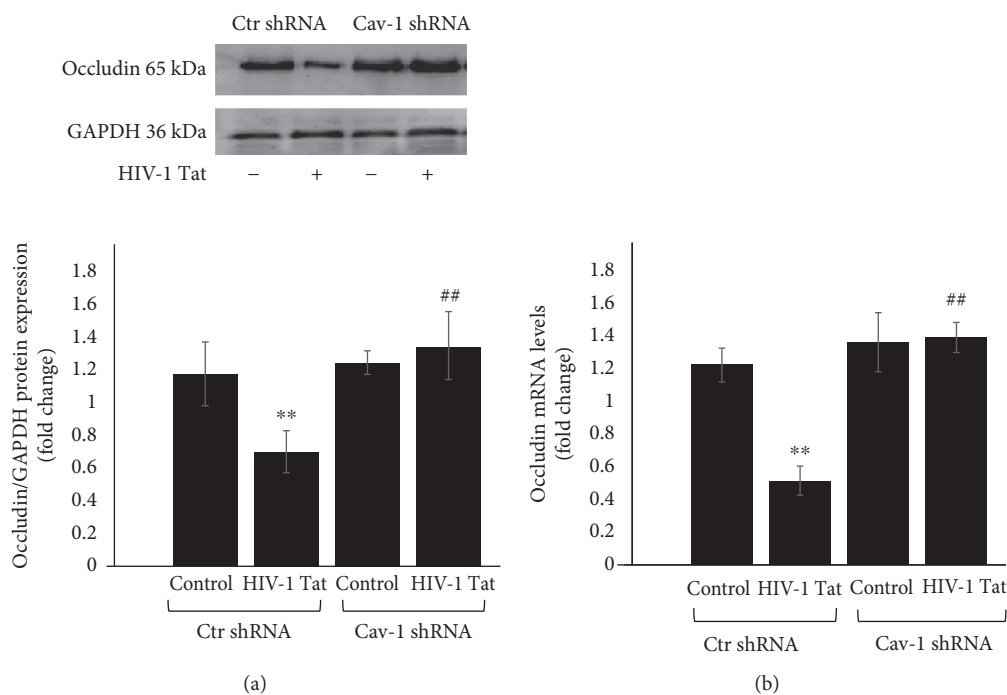 Ctr shRNA Cav-1 shRNA
Occludin 65 kDa
GAPDH 36 kDa
HIV-1 Tat − + − +
Occludin/GAPDH protein expression
(fold change)
1.8
1.6
1.4
1.2
1
0.8
0.6
0.4
0.2
0
**
##
Control HIV-1 Tat Control HIV-1 Tat
Ctr shRNA Cav-1 shRNA
(a)
Occludin mRNA levels
(fold change)
1.8
1.6
1.4
1.2
1
0.8
0.6
0.4
0.2
0
**
##
Control HIV-1 Tat Control HIV-1 Tat
Ctr shRNA Cav-1 shRNA
(b)